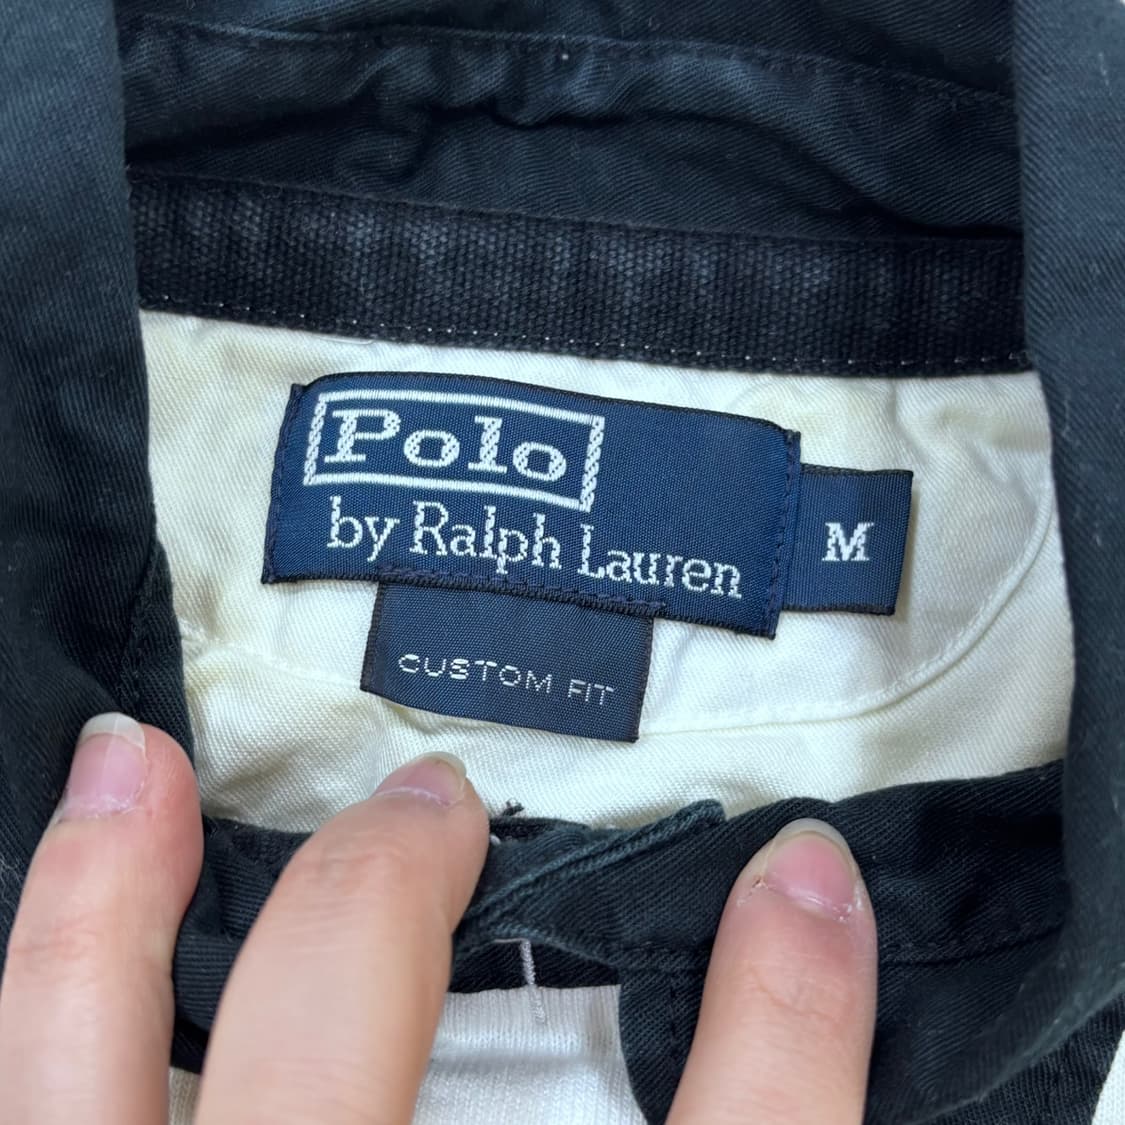 Polo
by Ralph Lauren
M
CUSTOM FIT